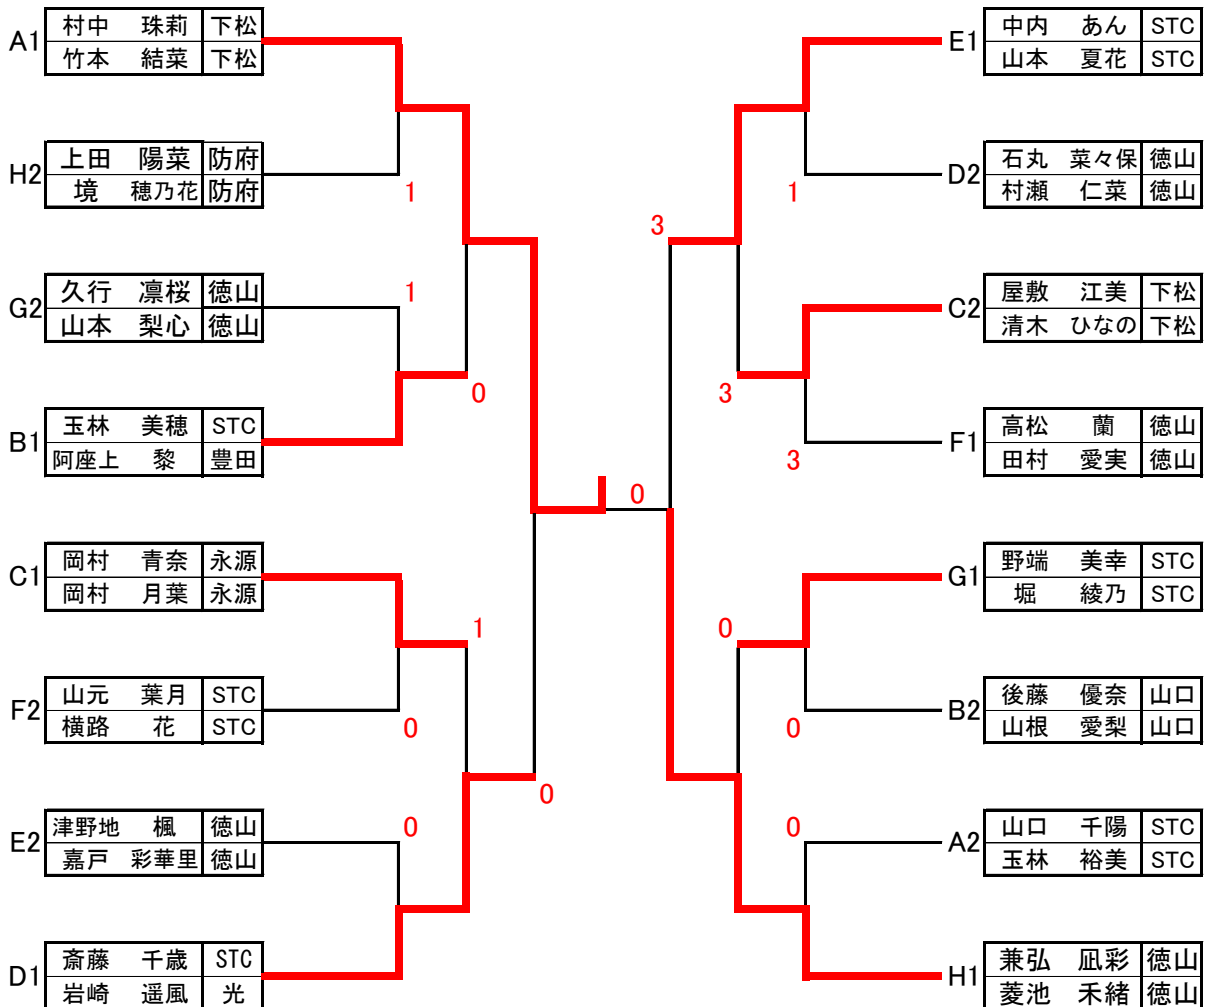 A1
村中 珠莉 下松
竹本 結菜 下松
H2
上田 陽菜 防府
境 穂乃花 防府
1
G2
久行 凛桜 徳山
山本 梨心 徳山
1
0
B1
玉林 美穂 STC
阿座上 黎 豊田
C1
岡村 青奈 永源
岡村 月葉 永源
1
F2
山元 葉月 STC
横路 花 STC
0
0
E2
津野地 楓 徳山
嘉戸 彩華里 徳山
0
D1
斎藤 千歳 STC
岩崎 遥風 光
0
E1
中内 あん STC
山本 夏花 STC
D2
石丸 菜々保 徳山
村瀬 仁菜 徳山
1
3
C2
屋敷 江美 下松
清木 ひなの 下松
3
F1
高松 蘭 徳山
田村 愛実 徳山
3
G1
野端 美幸 STC
堀 綾乃 STC
0
B2
後藤 優奈 山口
山根 愛梨 山口
0
A2
山口 千陽 STC
玉林 裕美 STC
0
H1
兼弘 凪彩 徳山
菱池 禾緒 徳山